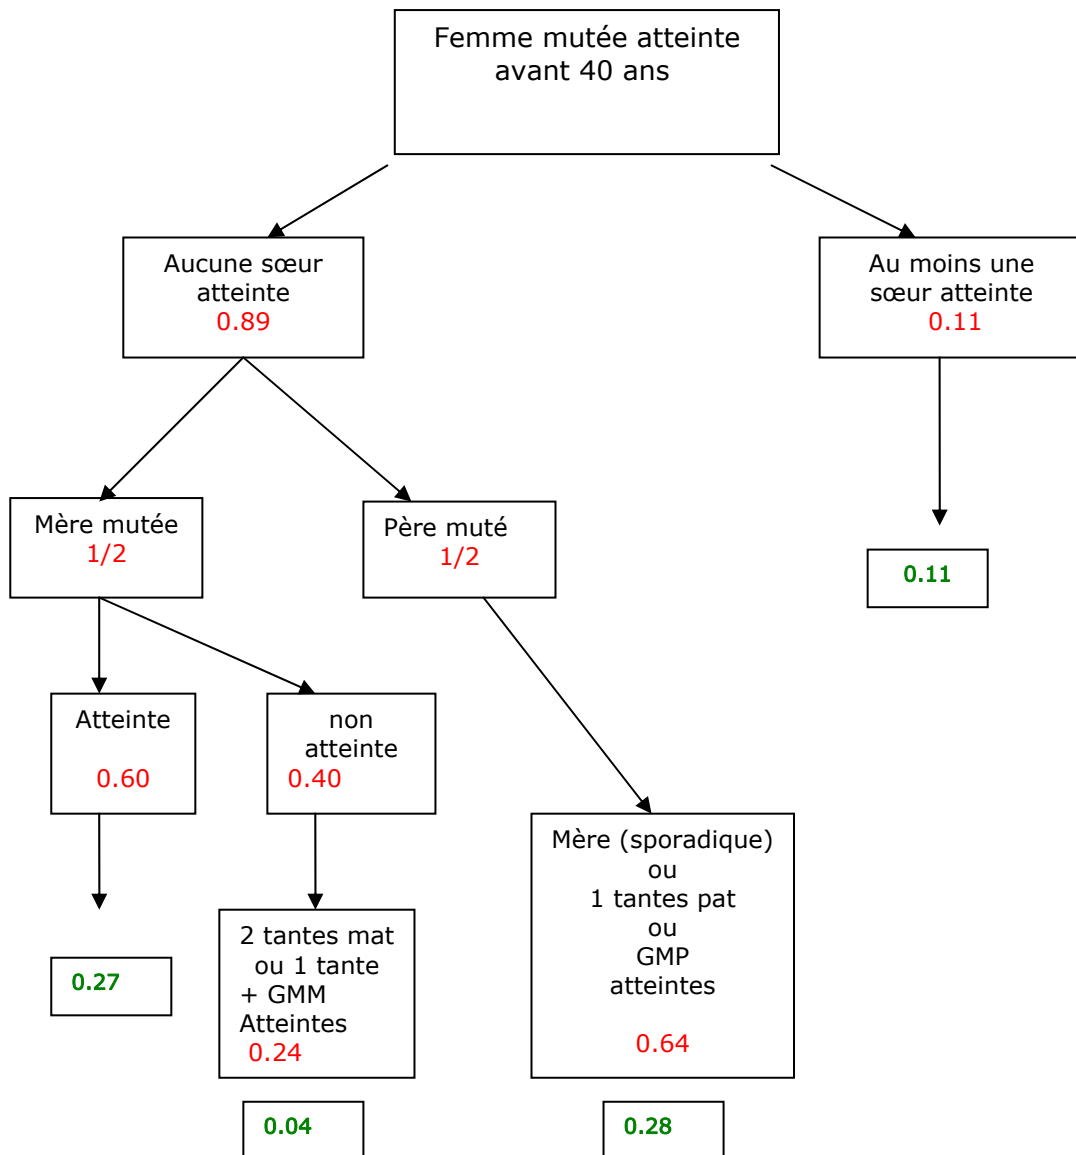 Femme mutée atteinte
avant 40 ans
Aucune sœur
atteinte
0.89
Au moins une
sœur atteinte
0.11
Mère mutée
1/2
Père muté
1/2
0.11
Atteinte
0.60
non
atteinte
0.40
Mère (sporadique)
ou
1 tantes pat
ou
GMP
atteintes
0.64
2 tantes mat
ou 1 tante
+ GMM
Atteintes
0.24
0.27
0.04
0.28